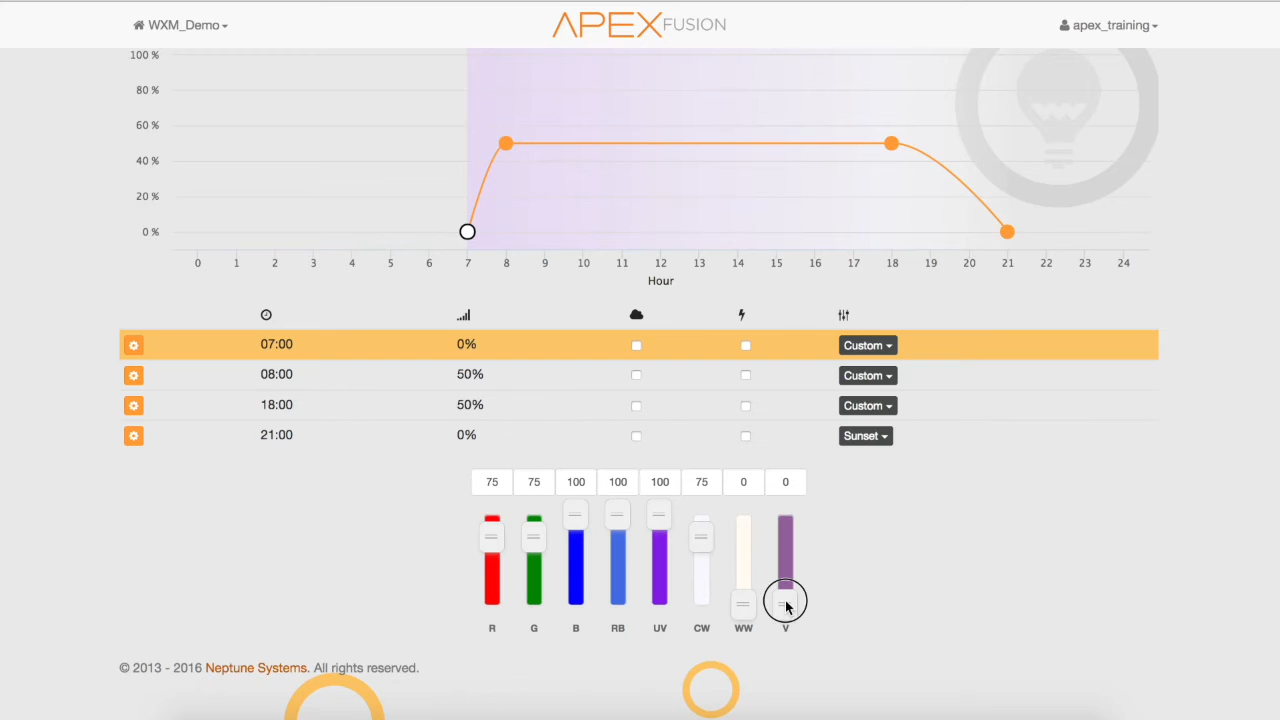 WXM_Demo
APEX FUSION
apex_training
100 %
80 %
60 %
40 %
20 %
0 %
0 1 2 3 4 5 6 7 8 9 10 11 12 13 14 15 16 17 18 19 20 21 22 23 24
Hour
07:00 0% Custom
08:00 50% Custom
18:00 50% Custom
21:00 0% Sunset
75 75 100 100 100 75 0 0
R G B RB UV CW WW V
© 2013 - 2016 Neptune Systems. All rights reserved.